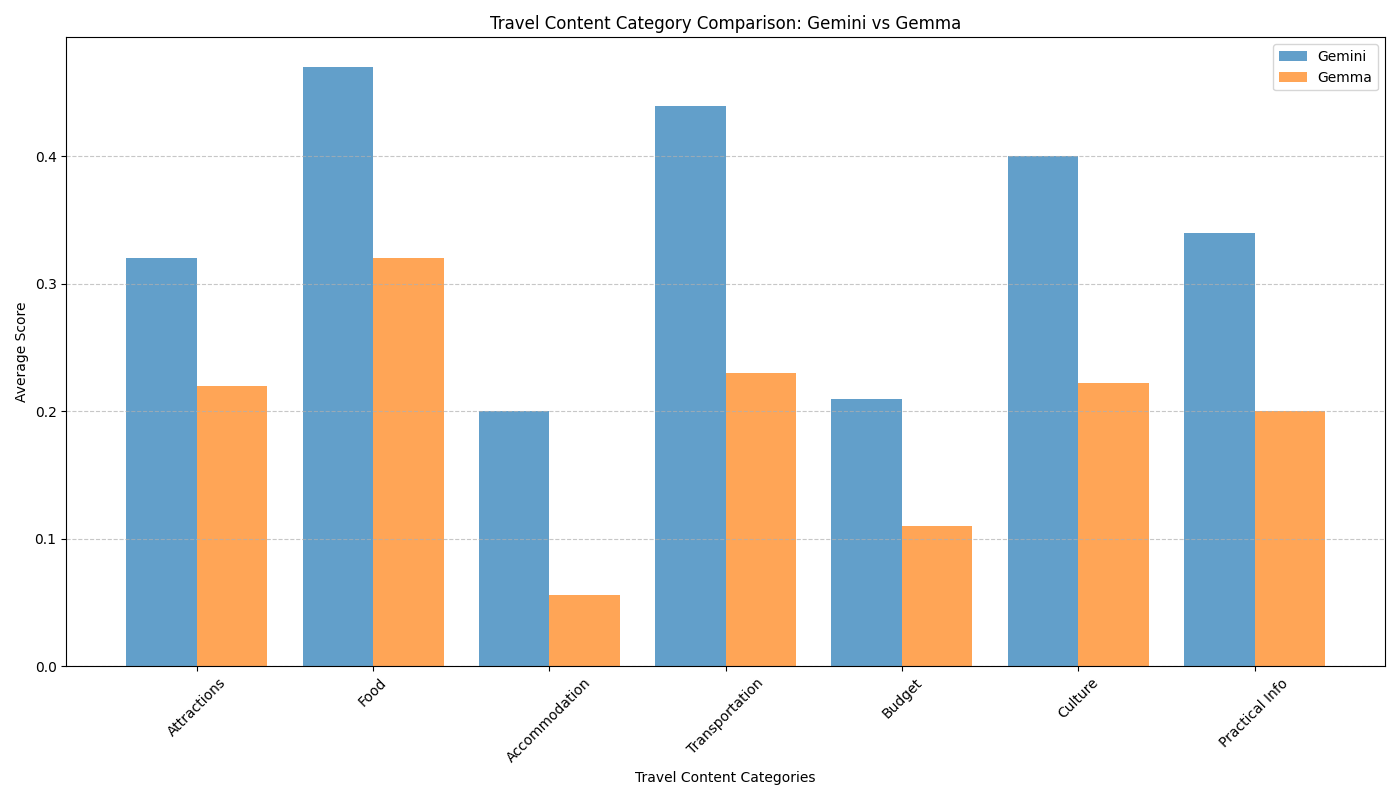 Travel Content Category Comparison: Gemini vs Gemma
Gemini
Gemma
Average Score
0.4
0.3
0.2
0.1
0.0
Attractions
Food
Accommodation
Transportation
Budget
Culture
Practical Info
Travel Content Categories